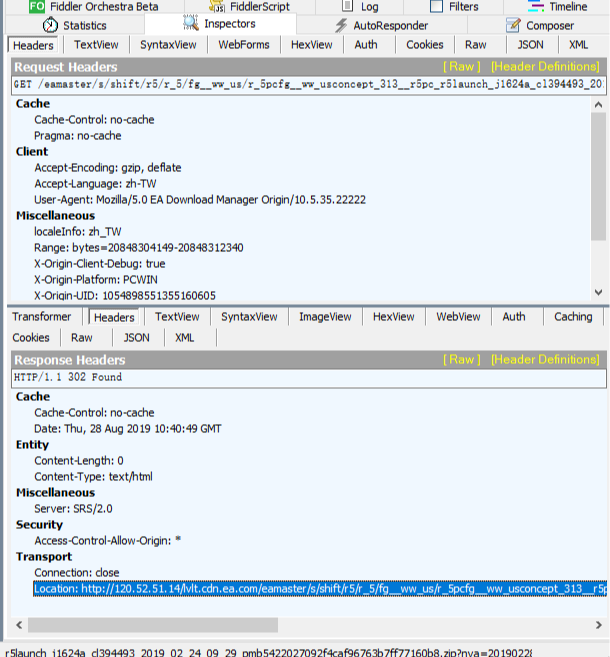 FO Fiddler Orchestra Beta JS FiddlerScript Log Filters Timeline
Statistics Inspectors AutoResponder Composer
Headers TextView SyntaxView WebForms HexView Auth Cookies Raw JSON XML
Request Headers [ Raw ] [Header Definitions]
GET /eamaster/s/shift/r5/r_5/fg__ww_us/r_5pcfg__ww_usconcept_313__r5pc_r5launch_j1624a_cl394493_20
Cache
Cache-Control: no-cache
Pragma: no-cache
Client
Accept-Encoding: gzip, deflate
Accept-Language: zh-TW
User-Agent: Mozilla/5.0 EA Download Manager Origin/10.5.35.22222
Miscellaneous
localeInfo: zh_TW
Range: bytes=20848304149-20848312340
X-Origin-Client-Debug: true
X-Origin-Platform: PCWIN
X-Origin-UID: 1054898551355160605
Transformer Headers TextView SyntaxView ImageView HexView WebView Auth Caching
Cookies Raw JSON XML
Response Headers [ Raw ] [Header Definitions]
HTTP/1.1 302 Found
Cache
Cache-Control: no-cache
Date: Thu, 28 Aug 2019 10:40:49 GMT
Entity
Content-Length: 0
Content-Type: text/html
Miscellaneous
Server: SRS/2.0
Security
Access-Control-Allow-Origin: *
Transport
Connection: close
Location: http://120.52.51.14/lvlt.cdn.ea.com/eamaster/s/shift/r5/r_5/fg__ww_us/r_5pcfg__ww_usconcept_313__r5p
r5launch_j1624a_cl394493_2019_02_24_09_29_pmb5422027092f4caf96763b7ff77160b8.zip?nva=20190228